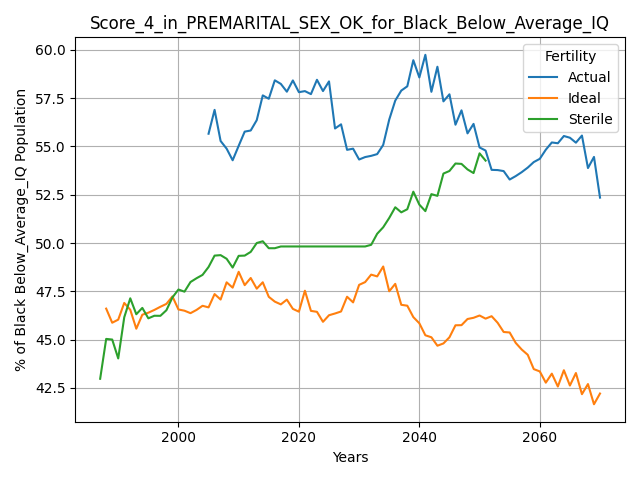 Score_4_in_PREMARITAL_SEX_OK_for_Black_Below_Average_IQ
60.0
57.5
55.0
52.5
50.0
47.5
45.0
42.5
% of Black Below_Average_IQ Population
Fertility
Actual
Ideal
Sterile
2000
2020
2040
2060
Years